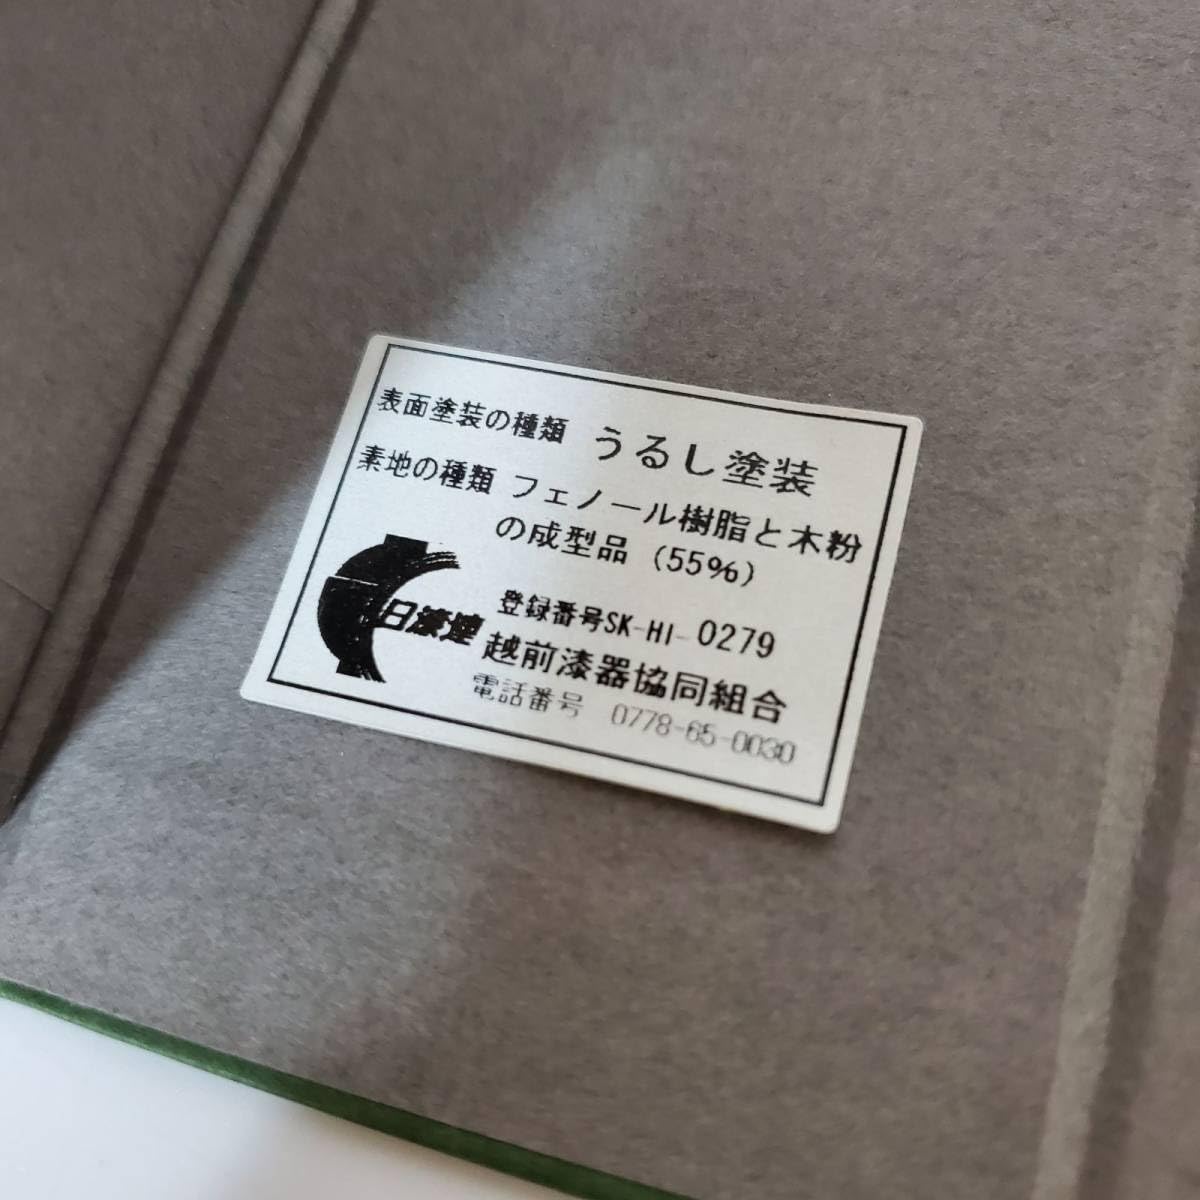 表面塗装の種類 うるし塗装
素地の種類 フェノール樹脂と木粉
の成型品 (55%)
日漆連
登録番号SK-HI-0279
越前漆器協同組合
電話番号 0778-65-0030